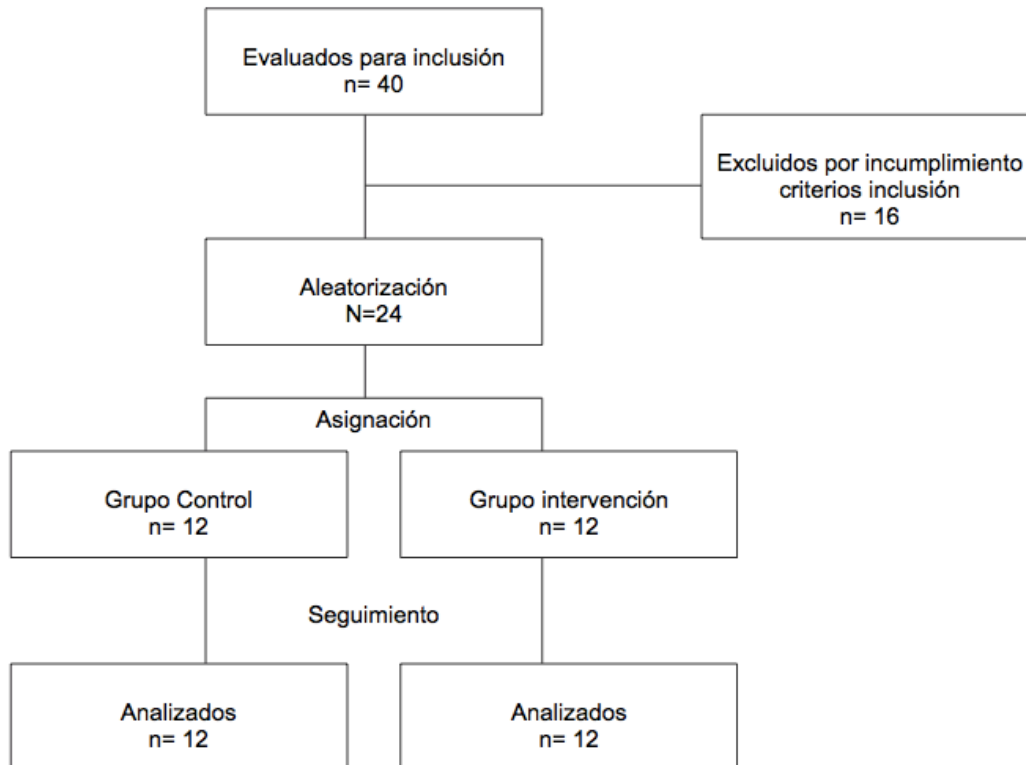 Evaluados para inclusión
n= 40
Excluidos por incumplimiento
criterios inclusión
n= 16
Aleatorización
N=24
Asignación
Grupo Control
n= 12
Grupo intervención
n= 12
Seguimiento
Analizados
n= 12
Analizados
n= 12